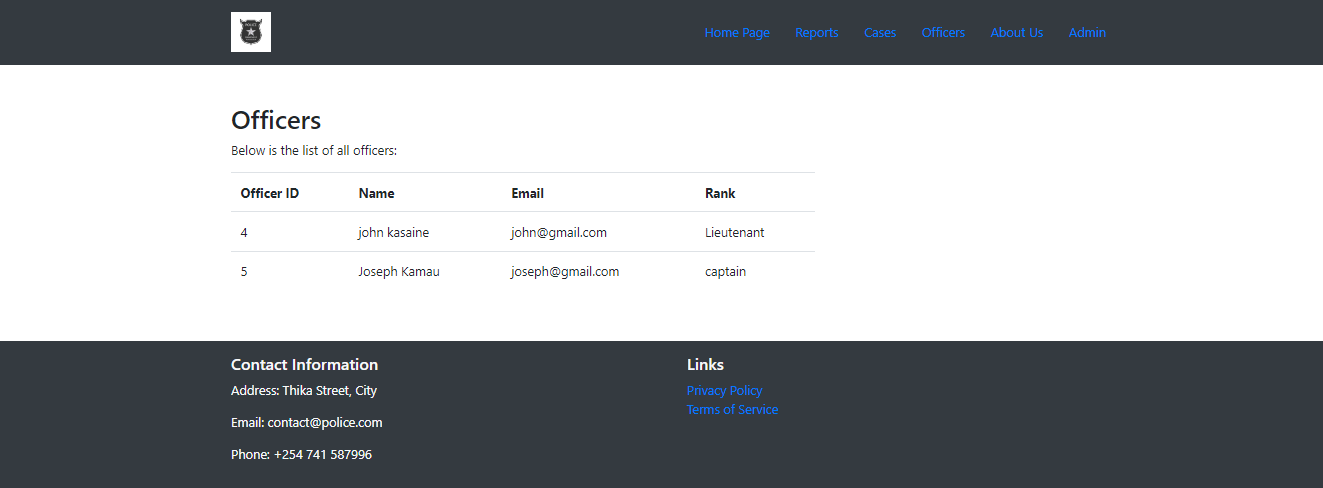 POLICE
Home Page Reports Cases Officers About Us Admin
Officers
Below is the list of all officers:
Officer ID Name Email Rank
4 john kasaine john@gmail.com Lieutenant
5 Joseph Kamau joseph@gmail.com captain
Contact Information Links
Address: Thika Street, City Privacy Policy
Terms of Service
Email: contact@police.com
Phone: +254 741 587996